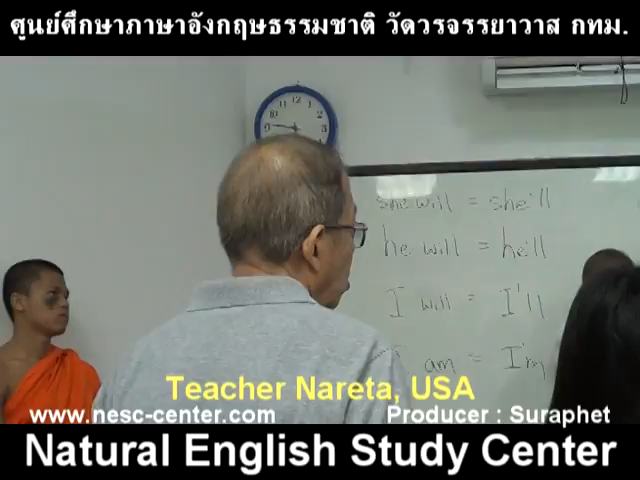 ศูนย์ศึกษาภาษาอังกฤษธรรมชาติ วัดวรจรรยาวาส กทม.
she will = she'll
he will = he'll
I will = I'll
I am = I'm
Teacher Nareta, USA
www.nesc-center.com Producer : Suraphet
Natural English Study Center